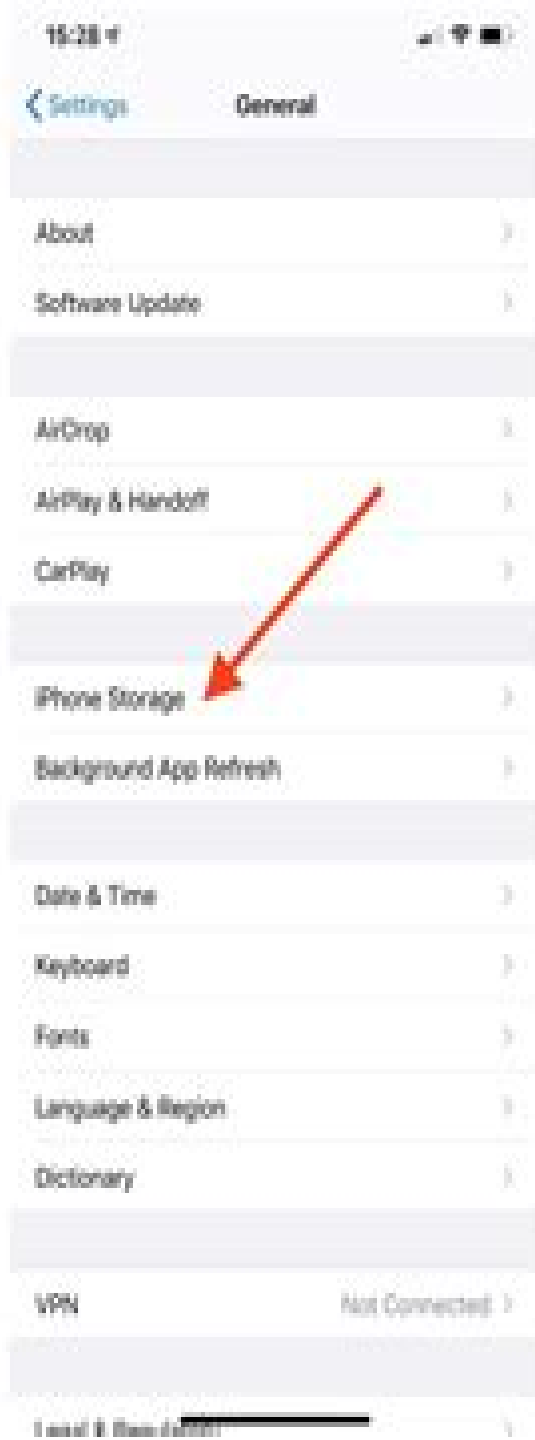 15:28
Settings General
About
Software Update
AirDrop
AirPlay & Handoff
CarPlay
iPhone Storage
Background App Refresh
Date & Time
Keyboard
Fonts
Language & Region
Dictionary
VPN Not Connected
Legal &